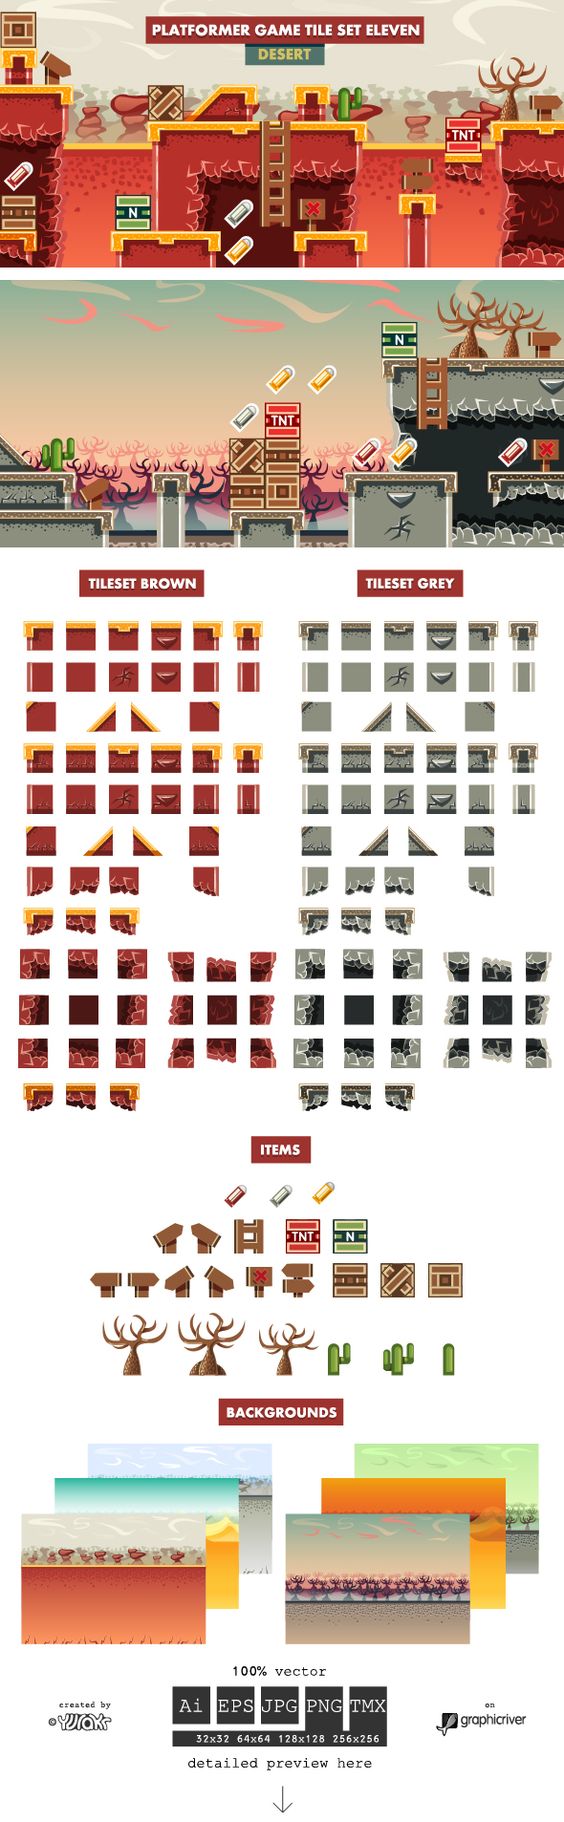 PLATFORMER GAME TILE SET ELEVEN
DESERT
TNT
N
N
TNT
TILESET BROWN
TILESET GREY
ITEMS
TNT
N
BACKGROUNDS
100% vector
created by
©
Ai EPS JPG PNG TMX
32x32 64x64 128x128 256x256
on
graphicriver
detailed preview here